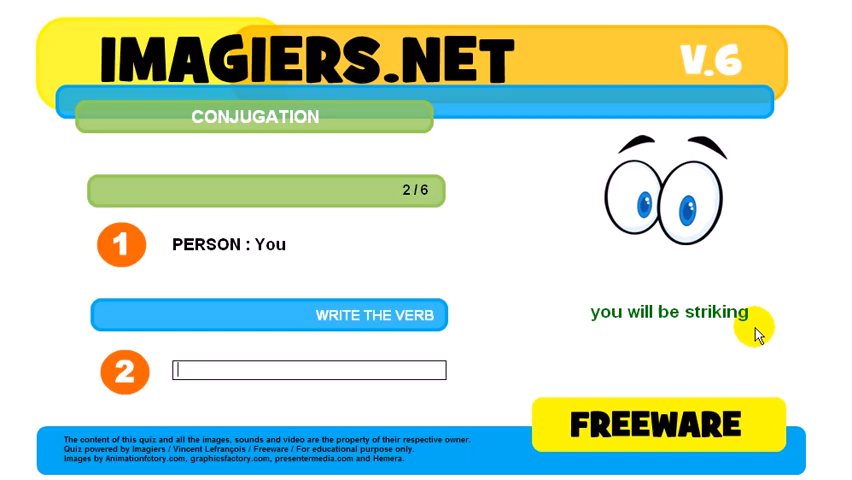 IMAGIERS.NET
V.6
CONJUGATION
2 / 6
1
PERSON : You
you will be striking
WRITE THE VERB
2
FREEWARE
The content of this quiz and all the images, sounds and video are the property of their respective owner.
Quiz powered by Imagiers / Vincent Lefrançois / Freeware / For educational purpose only.
Images by Animationfctory.com, graphicsfactory.com, presentermedia.com and Hemera.